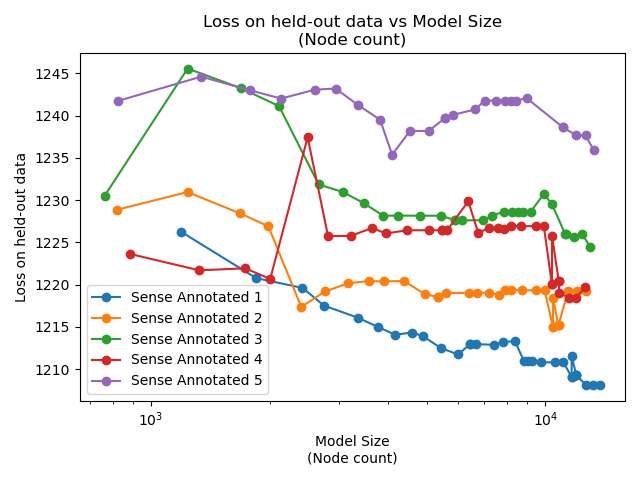 Loss on held-out data vs Model Size
(Node count)
Loss on held-out data
1245
1240
1235
1230
1225
1220
1215
1210
Sense Annotated 1
Sense Annotated 2
Sense Annotated 3
Sense Annotated 4
Sense Annotated 5
10³
10⁴
Model Size
(Node count)